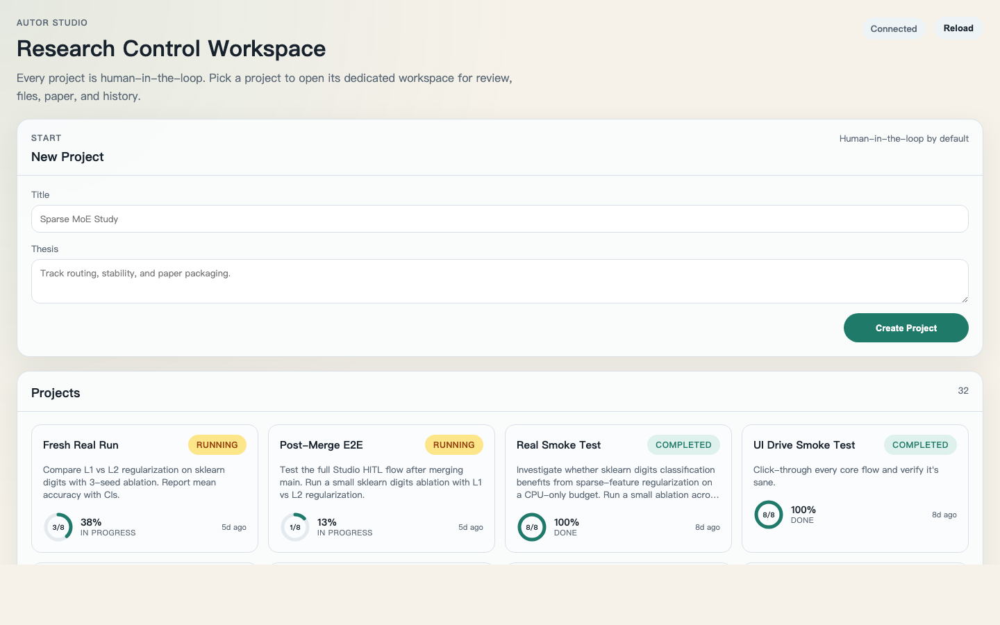 AUTOR STUDIO
Research Control Workspace
Every project is human-in-the-loop. Pick a project to open its dedicated workspace for review,
files, paper, and history.
Connected
Reload
START
New Project
Human-in-the-loop by default
Title
Sparse MoE Study
Thesis
Track routing, stability, and paper packaging.
Create Project
Projects
32
Fresh Real Run
RUNNING
Compare L1 vs L2 regularization on sklearn
digits with 3-seed ablation. Report mean
accuracy with CIs.
3/8
38%
IN PROGRESS
5d ago
Post-Merge E2E
RUNNING
Test the full Studio HITL flow after merging
main. Run a small sklearn digits ablation with L1
vs L2 regularization.
1/8
13%
IN PROGRESS
5d ago
Real Smoke Test
COMPLETED
Investigate whether sklearn digits classification
benefits from sparse-feature regularization on
a CPU-only budget. Run a small ablation acro...
8/8
100%
DONE
8d ago
UI Drive Smoke Test
COMPLETED
Click-through every core flow and verify it's
sane.
8/8
100%
DONE
8d ago